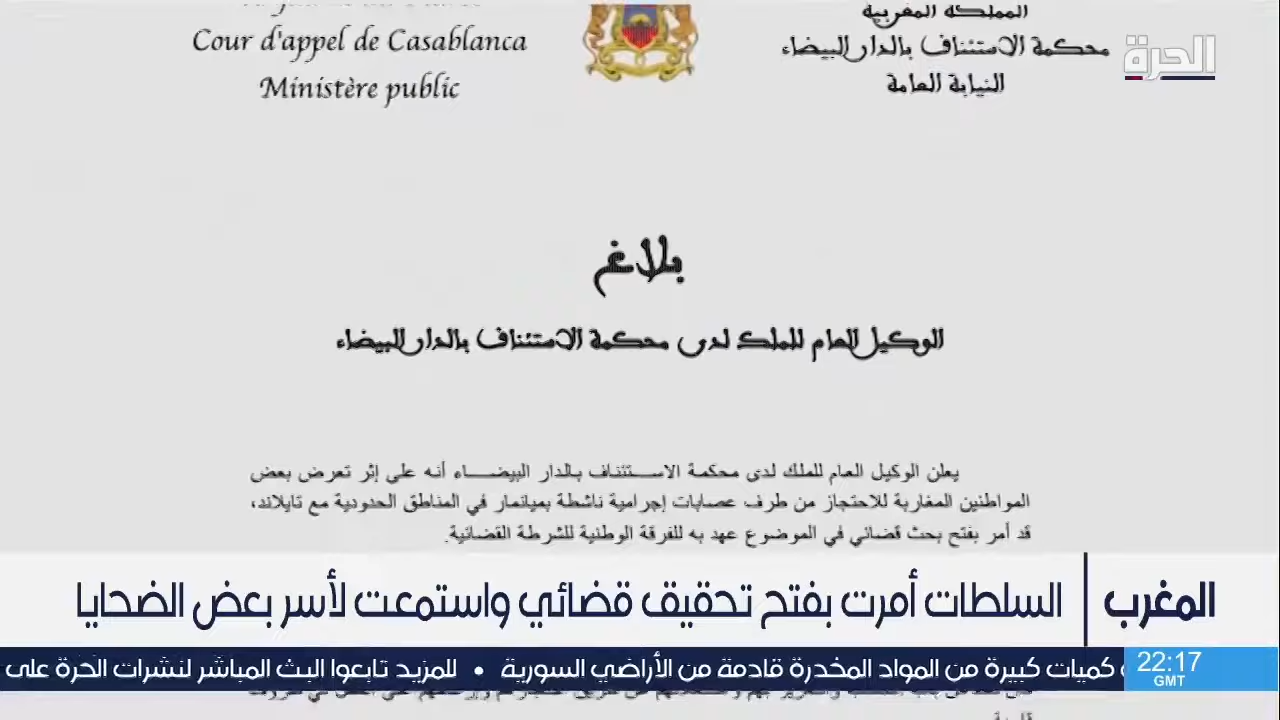 المملكة المغربية
محكمة الاستئناف بالدار البيضاء
النيابة العامة
Cour d'appel de Casablanca
Ministère public
الحرة
بلاغ
الوكيل العام للملك لدى محكمة الاستئناف بالدار البيضاء
يعلن الوكيل العام للملك لدى محكمة الاستئناف بالدار البيضاء أنه على إثر تعرض بعض
المواطنين المغاربة للاحتجاز من طرف عصابات إجرامية ناشطة بميانمار في المناطق الحدودية مع تايلاند،
قد أمر بفتح بحث قضائي في الموضوع عهد به للفرقة الوطنية للشرطة القضائية.
المغرب
السلطات أمرت بفتح تحقيق قضائي واستمعت لأسر بعض الضحايا
كميات كبيرة من المواد المخدرة قادمة من الأراضي السورية • للمزيد تابعوا البث المباشر لنشرات الحرة على
22:17
GMT